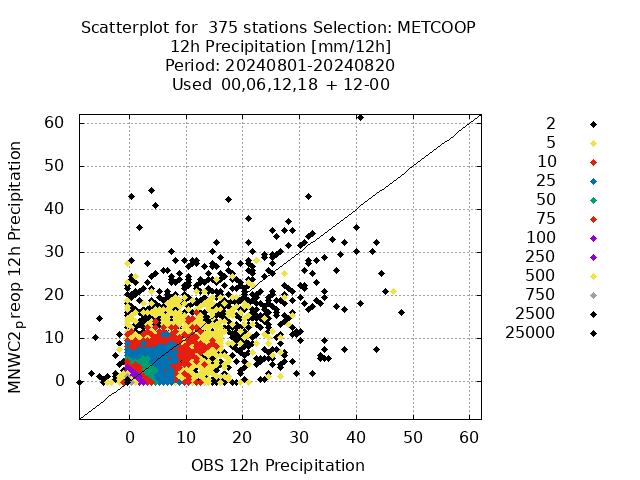 Scatterplot for  375 stations Selection: METCOOP
12h Precipitation [mm/12h]
Period: 20240801-20240820
Used  00,06,12,18  + 12-00
MNWC2_preop 12h Precipitation
60
50
40
30
20
10
0
0 10 20 30 40 50 60
OBS 12h Precipitation
2
5
10
25
50
75
100
250
500
750
2500
25000